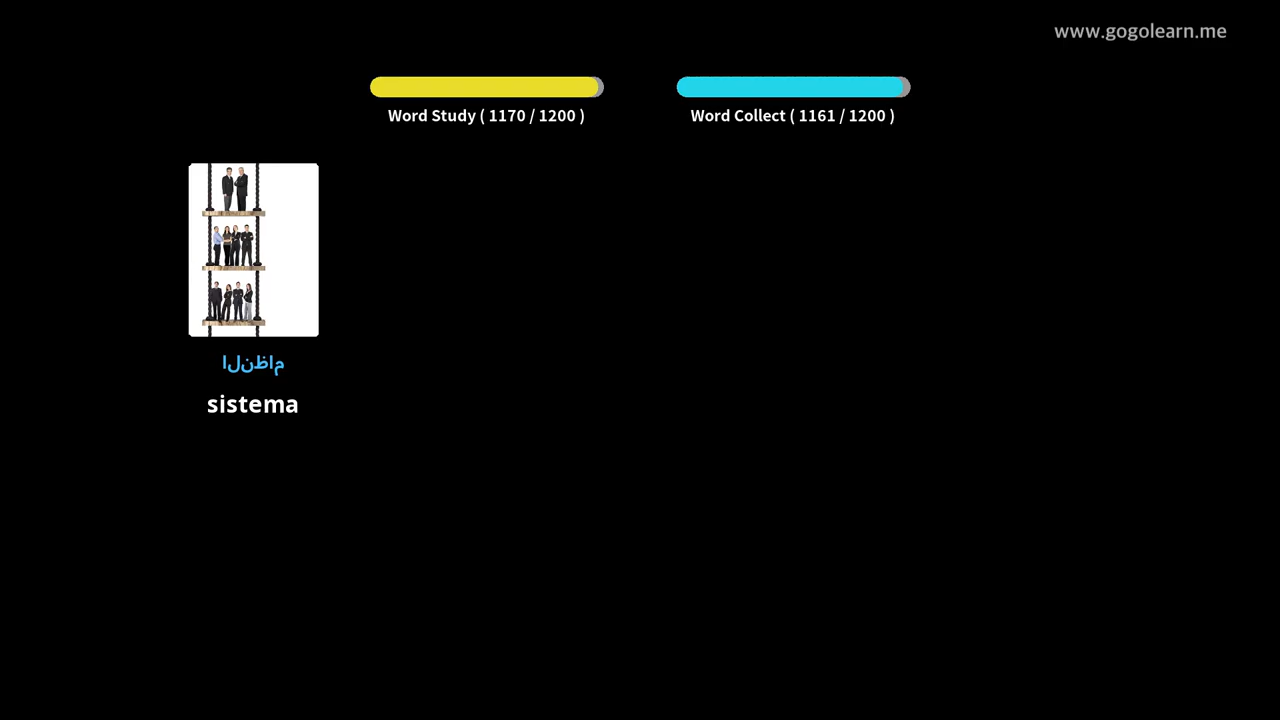 www.gogolearn.me
Word Study ( 1170 / 1200 )
Word Collect ( 1161 / 1200 )
النظام
sistema